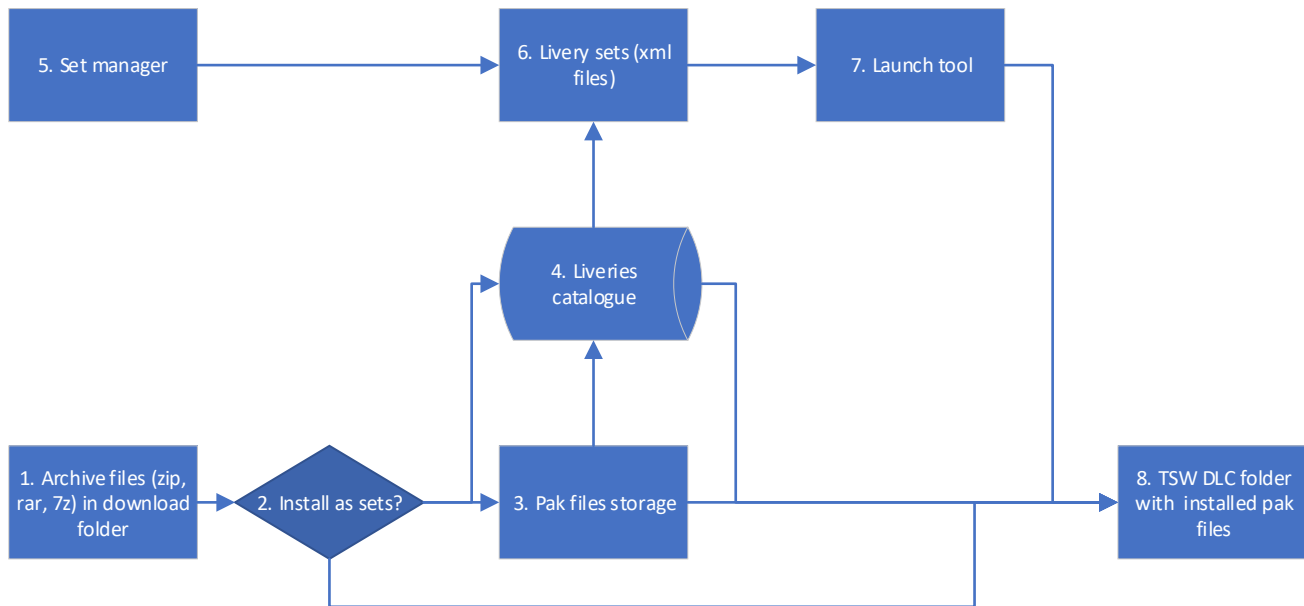 5. Set manager
6. Livery sets (xml
files)
7. Launch tool
4. Liveries
catalogue
1. Archive files (zip,
rar, 7z) in download
folder
2. Install as sets?
3. Pak files storage
8. TSW DLC folder
with installed pak
files